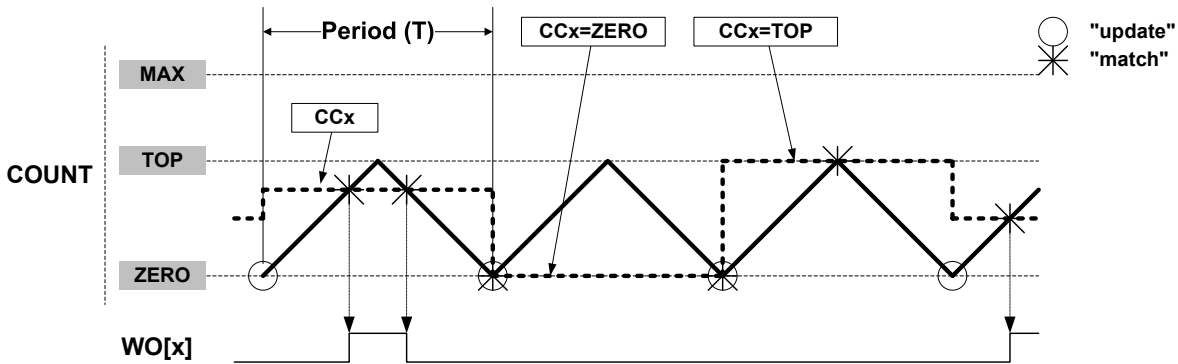 Period (T)
CCx=ZERO
CCx=TOP
"update"
"match"
MAX
CCx
TOP
COUNT
ZERO
WO[x]